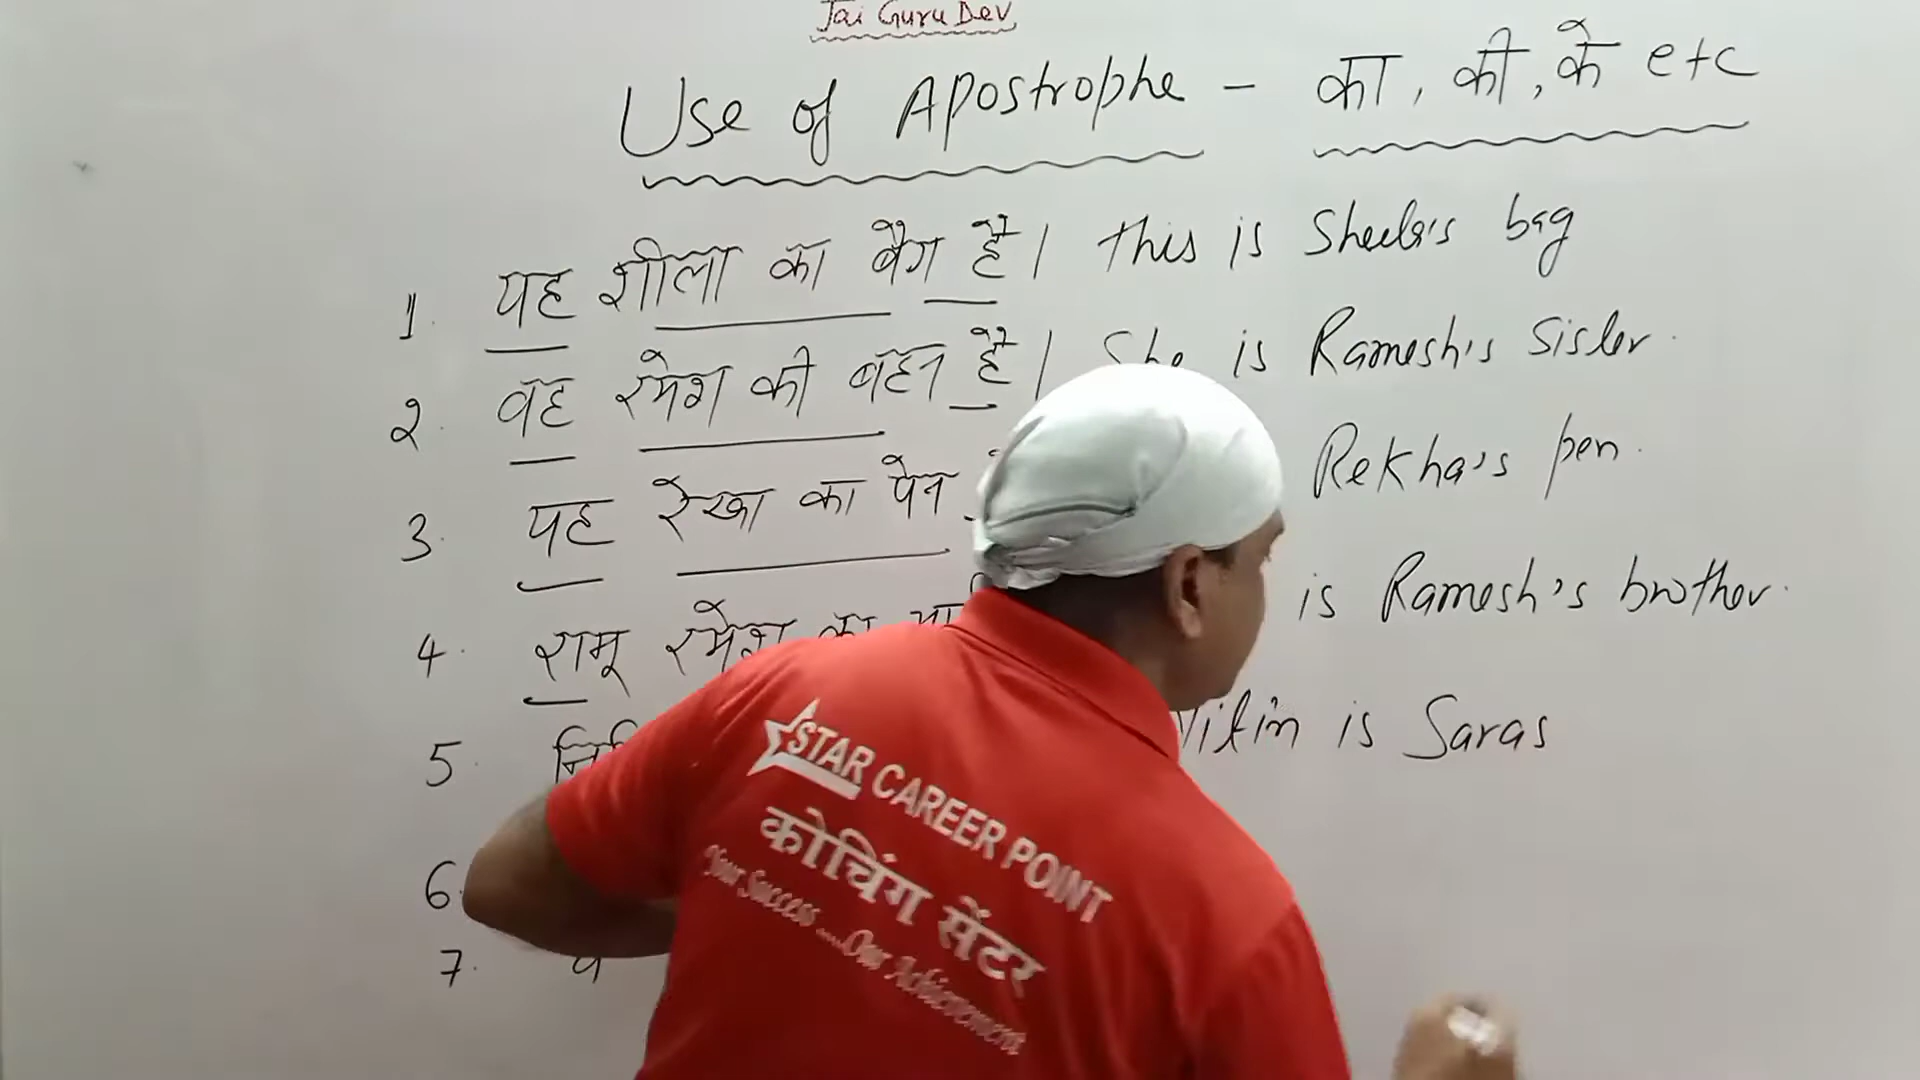 Jai Guru Dev
Use of Apostrophe - का, की, के etc
1. यह शीला का बैग है। This is Sheela's bag
2. वह रमेश की बहन है। She is Ramesh's Sister.
3. यह रेखा का पेन Rekha's pen.
4. रामू रमेश का is Ramesh's brother.
5. Nitin is Saras
6.
7.
STAR CAREER POINT
कोचिंग सेंटर
Your Success.....Our Achievement